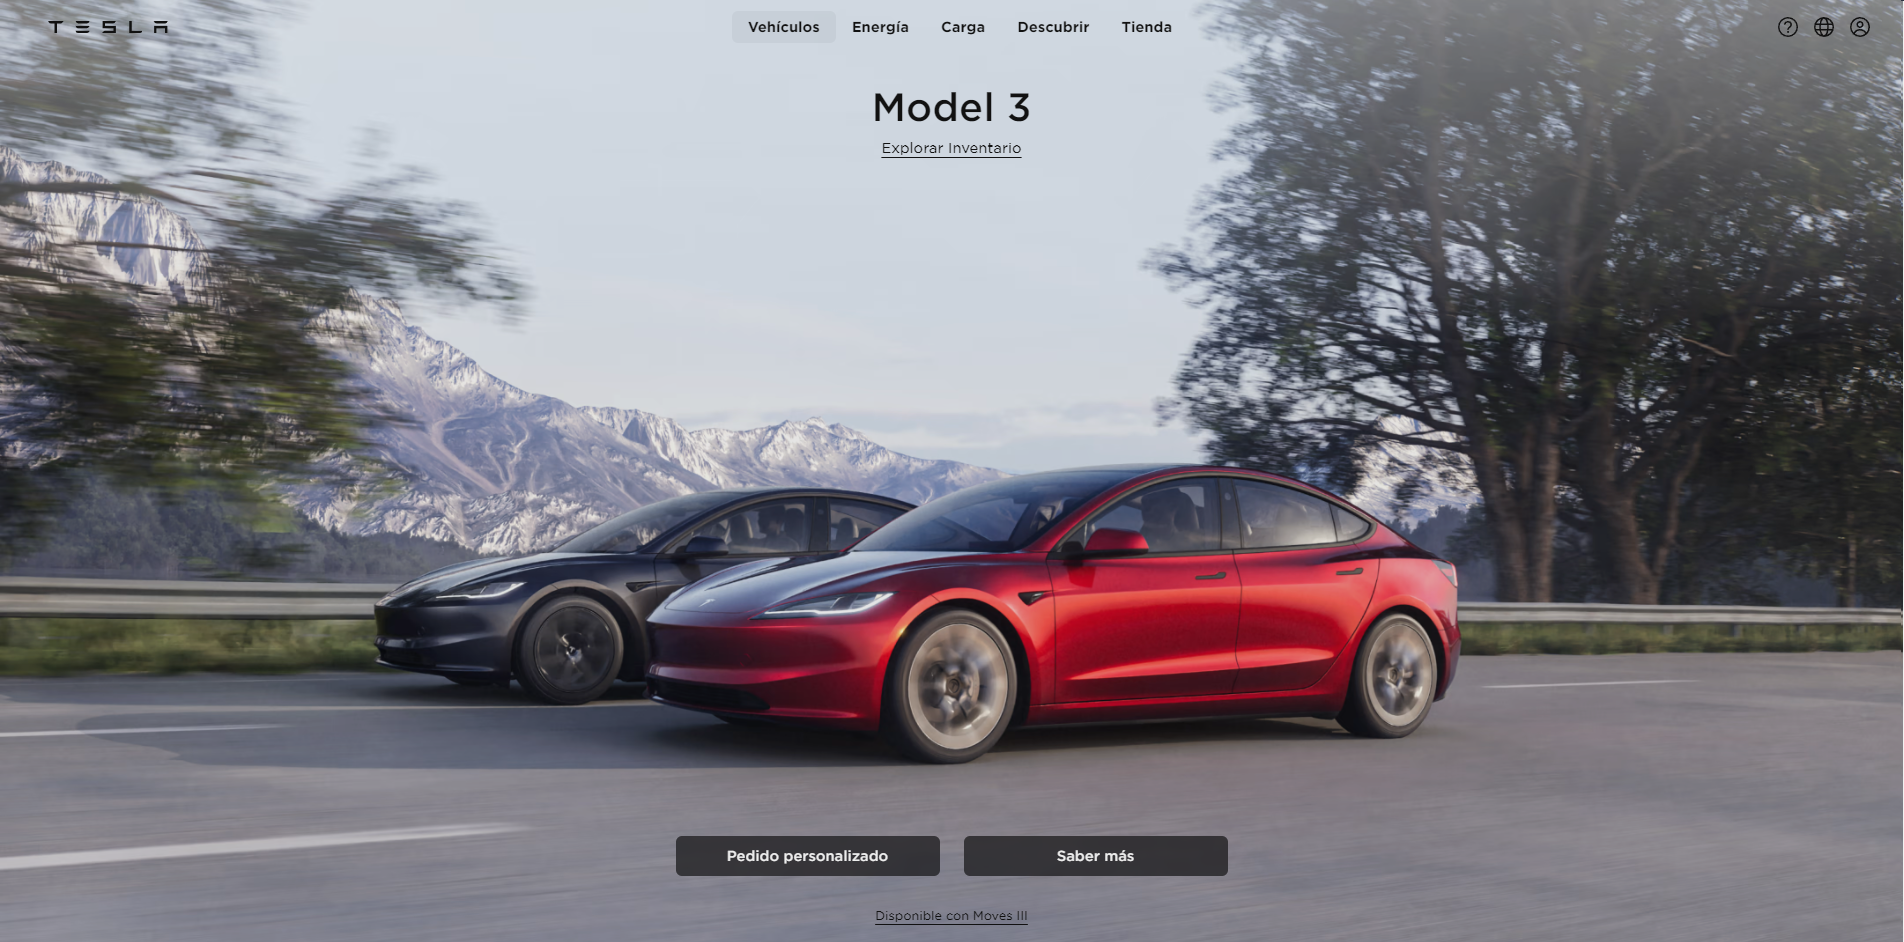 TESLA
Vehículos Energía Carga Descubrir Tienda
Model 3
Explorar Inventario
Pedido personalizado Saber más
Disponible con Moves III